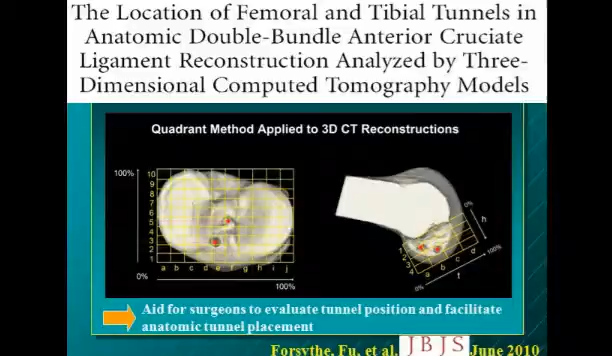 The Location of Femoral and Tibial Tunnels in
Anatomic Double-Bundle Anterior Cruciate
Ligament Reconstruction Analyzed by Three-
Dimensional Computed Tomography Models
Quadrant Method Applied to 3D CT Reconstructions
100%
10
9
8
7
6
5
4
3
2
1
0%
a b c d e f g h i j
100%
0%
h
100%
1
2
3
4
a b c d
t
0%
100%
Aid for surgeons to evaluate tunnel position and facilitate
anatomic tunnel placement
Forsythe, Fu, et al. JBJS June 2010